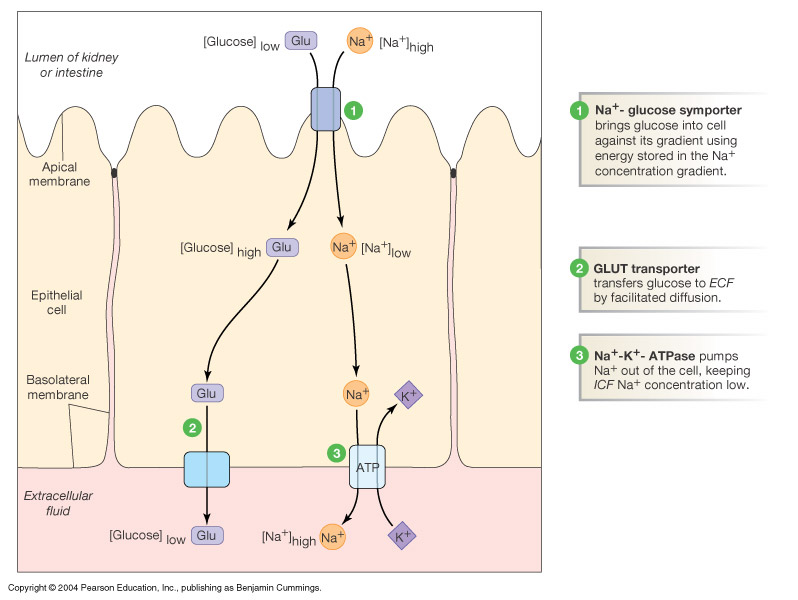 [Glucose] low Glu Na+ [Na+]high
Lumen of kidney
or intestine
1
Apical
membrane
[Glucose] high Glu Na+ [Na+]low
Epithelial
cell
Basolateral
membrane
Glu Na+ K+
2
3
ATP
Extracellular
fluid
[Glucose] low Glu [Na+]high Na+ K+
1 Na+- glucose symporter
brings glucose into cell
against its gradient using
energy stored in the Na+
concentration gradient.
2 GLUT transporter
transfers glucose to ECF
by facilitated diffusion.
3 Na+-K+- ATPase pumps
Na+ out of the cell, keeping
ICF Na+ concentration low.
Copyright © 2004 Pearson Education, Inc., publishing as Benjamin Cummings.